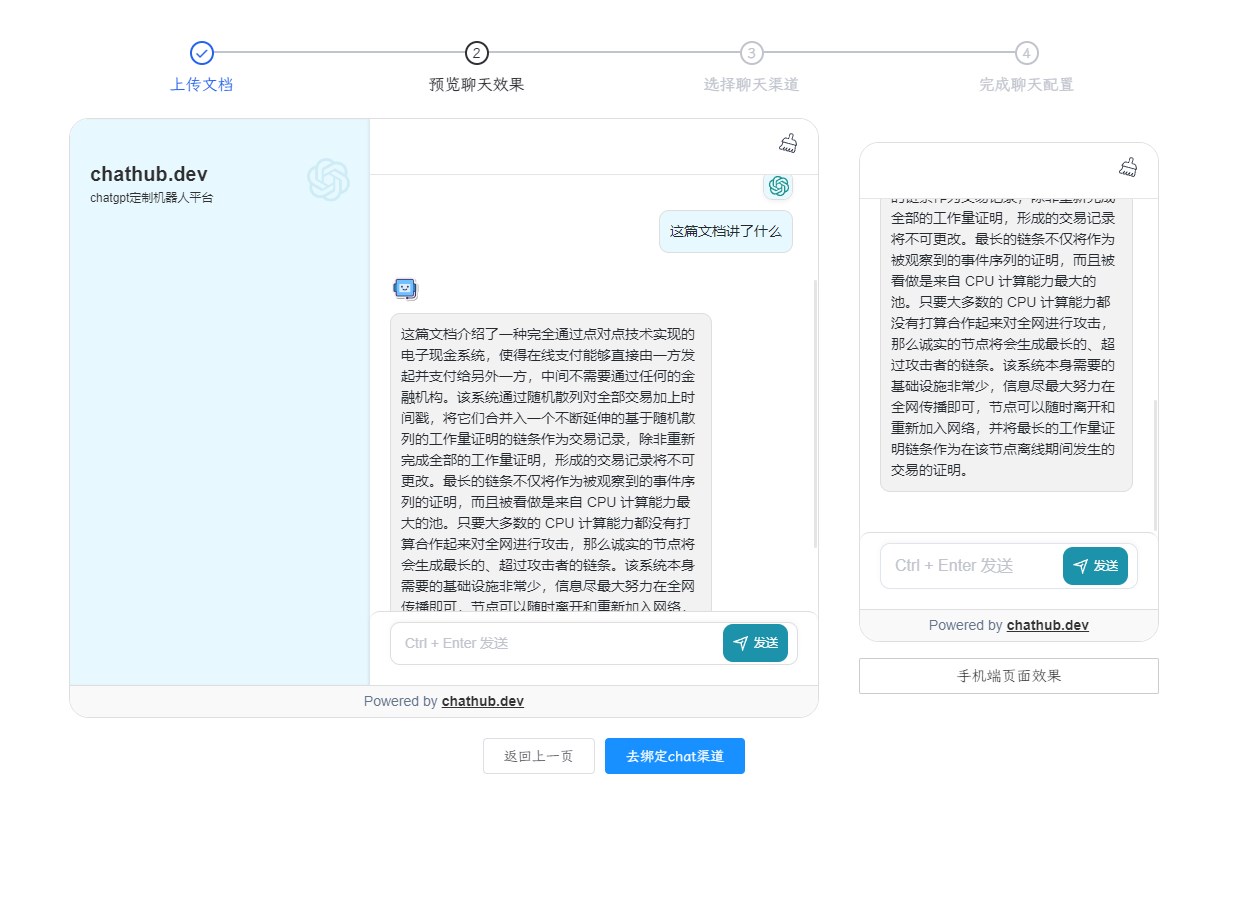 2
3
4
上传文档
预览聊天效果
选择聊天渠道
完成聊天配置
chathub.dev
chatgpt定制机器人平台
这篇文档讲了什么
这篇文档介绍了一种完全通过点对点技术实现的
电子现金系统，使得在线支付能够直接由一方发
起并支付给另外一方，中间不需要通过任何的金
融机构。该系统通过随机散列对全部交易加上时
间戳，将它们合并入一个不断延伸的基于随机散
列的工作量证明的链条作为交易记录，除非重新
完成全部的工作量证明，形成的交易记录将不可
更改。最长的链条不仅将作为被观察到的事件序
列的证明，而且被看做是来自 CPU 计算能力最
大的池。只要大多数的 CPU 计算能力都没有打
算合作起来对全网进行攻击，那么诚实的节点将
会生成最长的、超过攻击者的链条。该系统本身
需要的基础设施非常少，信息尽最大努力在全网
传播即可，节点可以随时离开和重新加入网络，
Ctrl + Enter 发送
发送
Powered by chathub.dev
的链条作为交易记录，除非重新完成
全部的工作量证明，形成的交易记录
将不可更改。最长的链条不仅将作为
被观察到的事件序列的证明，而且被
看做是来自 CPU 计算能力最大的
池。只要大多数的 CPU 计算能力都
没有打算合作起来对全网进行攻击，
那么诚实的节点将会生成最长的、超
过攻击者的链条。该系统本身需要的
基础设施非常少，信息尽最大努力在
全网传播即可，节点可以随时离开和
重新加入网络，并将最长的工作量证
明链条作为在该节点离线期间发生的
交易的证明。
Ctrl + Enter 发送
发送
Powered by chathub.dev
手机端页面效果
返回上一页
去绑定chat渠道